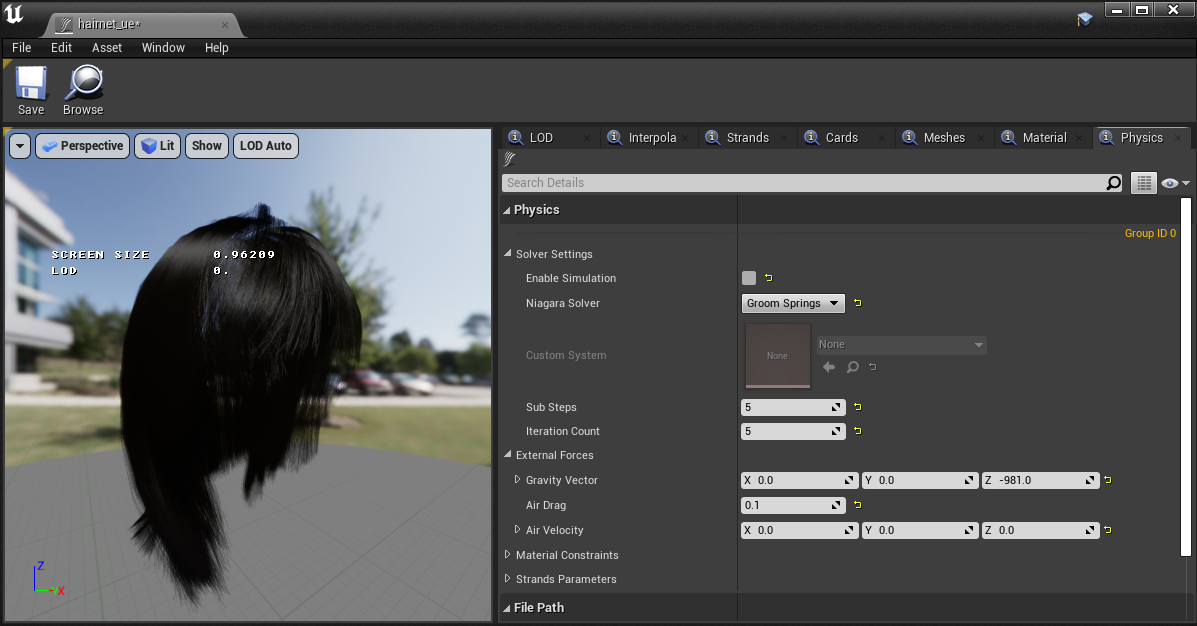 hairnet_ue*
File Edit Asset Window Help
Save Browse
Perspective Lit Show LOD Auto
SCREEN SIZE 0.96209
LOD 0.
Z
X
LOD Interpola Strands Cards Meshes Material Physics
Search Details
Physics
Group ID 0
Solver Settings
Enable Simulation
Niagara Solver Groom Springs
Custom System None None
Sub Steps 5
Iteration Count 5
External Forces
Gravity Vector X 0.0 Y 0.0 Z -981.0
Air Drag 0.1
Air Velocity X 0.0 Y 0.0 Z 0.0
Material Constraints
Strands Parameters
File Path